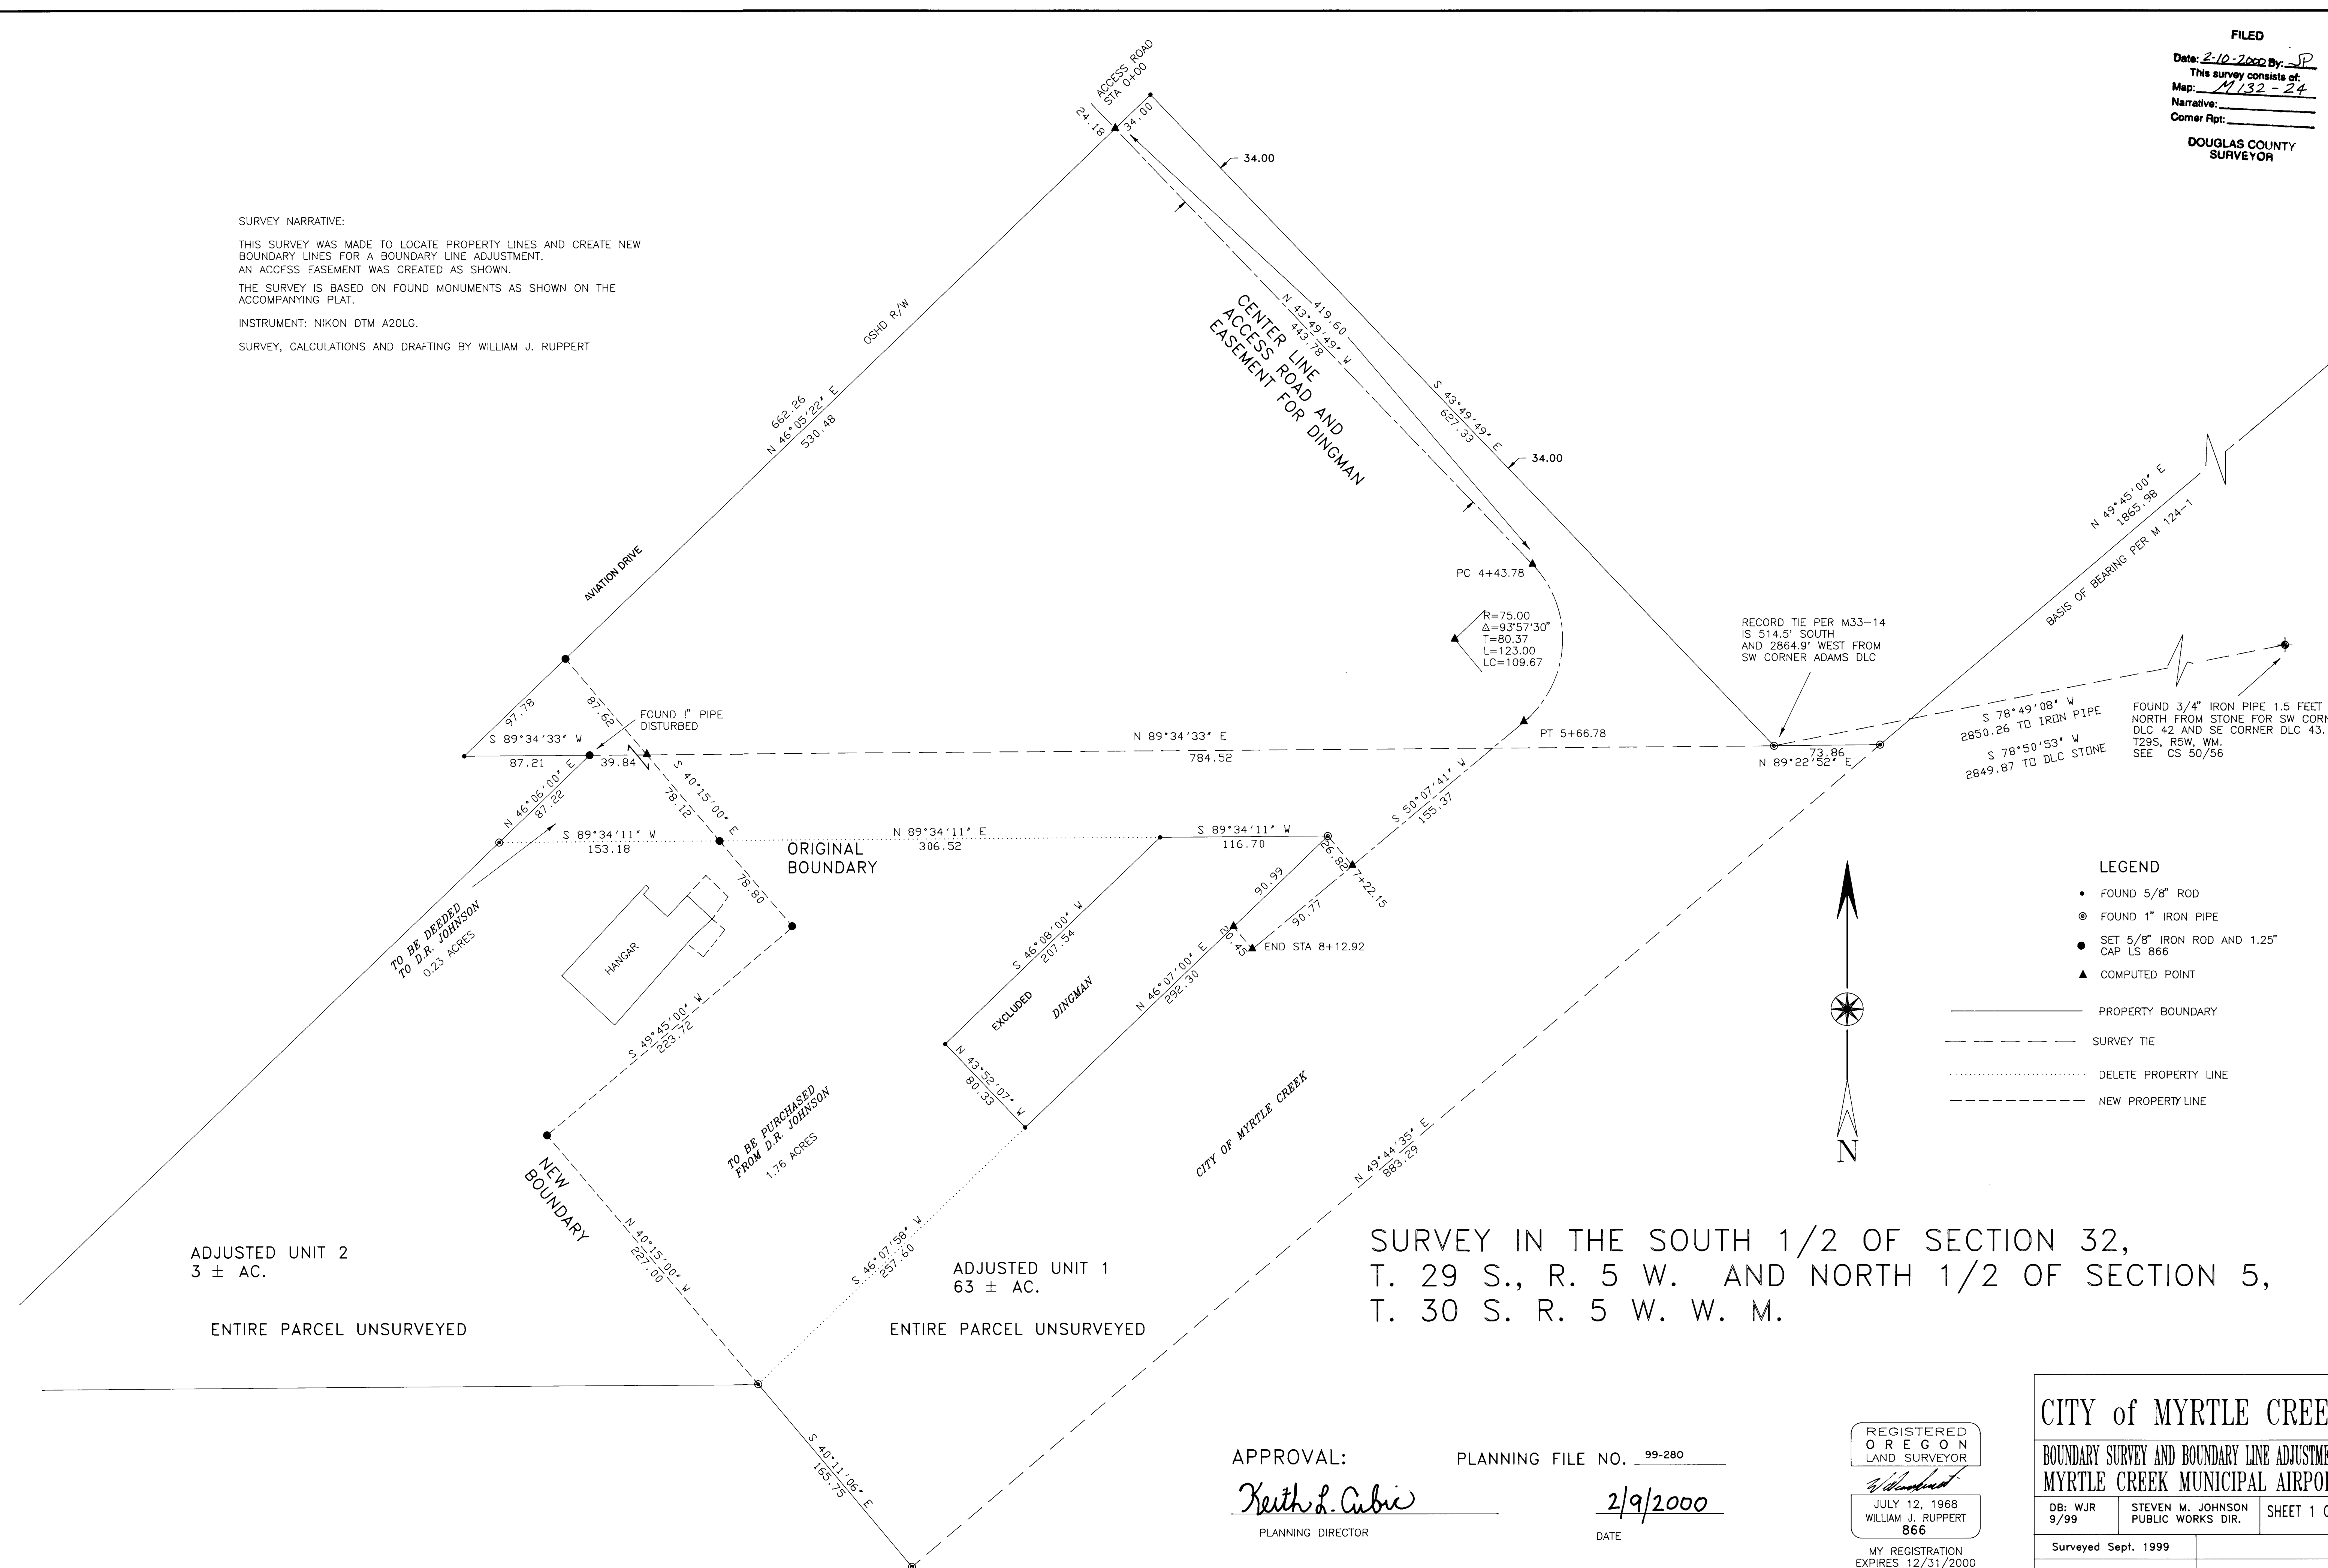 FILED
Date: 2-10-2000 By: JP
This survey consists of:
Map: M132-24
Narrative:
Corner Rpt:
DOUGLAS COUNTY
SURVEYOR
ACCESS ROAD
STA 0+00
24.18
34.00
34.00
SURVEY NARRATIVE:
THIS SURVEY WAS MADE TO LOCATE PROPERTY LINES AND CREATE NEW
BOUNDARY LINES FOR A BOUNDARY LINE ADJUSTMENT.
AN ACCESS EASEMENT WAS CREATED AS SHOWN.
THE SURVEY IS BASED ON FOUND MONUMENTS AS SHOWN ON THE
ACCOMPANYING PLAT.
INSTRUMENT: NIKON DTM A20LG.
SURVEY, CALCULATIONS AND DRAFTING BY WILLIAM J. RUPPERT
OSHD R/W
662.26
N 46°05'22" E
530.48
419.60
N 43°49'49" W
443.78
CENTER LINE
ACCESS ROAD AND
EASEMENT FOR DINGMAN
S 43°49'49" E
627.33
34.00
N 49°45'00" E
1865.98
BASIS OF BEARING PER M 124-1
AVIATION DRIVE
PC 4+43.78
R=75.00
Δ=93°57'30"
T=80.37
L=123.00
LC=109.67
RECORD TIE PER M33-14
IS 514.5' SOUTH
AND 2864.9' WEST FROM
SW CORNER ADAMS DLC
97.78
87.62
FOUND !" PIPE
DISTURBED
S 89°34'33" W
87.21
39.84
N 89°34'33" E
784.52
PT 5+66.78
73.86
N 89°22'52" E
S 78°49'08" W
2850.26 TO IRON PIPE
S 78°50'53" W
2849.87 TO DLC STONE
FOUND 3/4" IRON PIPE 1.5 FEET
NORTH FROM STONE FOR SW CORN
DLC 42 AND SE CORNER DLC 43.
T29S, R5W, WM.
SEE CS 50/56
N 46°06'00" E
87.22
S 40°15'00" E
78.12
S 50°07'41" W
155.37
S 89°34'11" W
153.18
N 89°34'11" E
306.52
S 89°34'11" W
116.70
ORIGINAL
BOUNDARY
78.80
26.82
7+22.15
90.99
90.77
20.45
END STA 8+12.92
TO BE DEEDED
TO D.R. JOHNSON
0.23 ACRES
HANGAR
S 46°08'00" W
207.54
EXCLUDED
DINGMAN
N 46°07'00" E
292.30
S 49°45'00" W
223.72
N 43°52'07" W
80.33
LEGEND
FOUND 5/8" ROD
FOUND 1" IRON PIPE
SET 5/8" IRON ROD AND 1.25"
CAP LS 866
COMPUTED POINT
PROPERTY BOUNDARY
SURVEY TIE
DELETE PROPERTY LINE
NEW PROPERTY LINE
N
TO BE PURCHASED
FROM D.R. JOHNSON
1.76 ACRES
CITY OF MYRTLE CREEK
N 49°44'35" E
883.29
NEW
BOUNDARY
N 40°15'00" W
227.00
S 46°07'58" W
257.60
ADJUSTED UNIT 2
3 ± AC.
ENTIRE PARCEL UNSURVEYED
ADJUSTED UNIT 1
63 ± AC.
ENTIRE PARCEL UNSURVEYED
SURVEY IN THE SOUTH 1/2 OF SECTION 32,
T. 29 S., R. 5 W. AND NORTH 1/2 OF SECTION 5,
T. 30 S. R. 5 W. W. M.
S 40°11'06" E
165.75
APPROVAL:
PLANNING FILE NO. 99-280
Keith L. Cubic
2/9/2000
PLANNING DIRECTOR
DATE
REGISTERED
OREGON
LAND SURVEYOR
JULY 12, 1968
WILLIAM J. RUPPERT
866
MY REGISTRATION
EXPIRES 12/31/2000
CITY of MYRTLE CREE
BOUNDARY SURVEY AND BOUNDARY LINE ADJUSTME
MYRTLE CREEK MUNICIPAL AIRPO
DB: WJR
9/99
STEVEN M. JOHNSON
PUBLIC WORKS DIR.
SHEET 1
Surveyed Sept. 1999